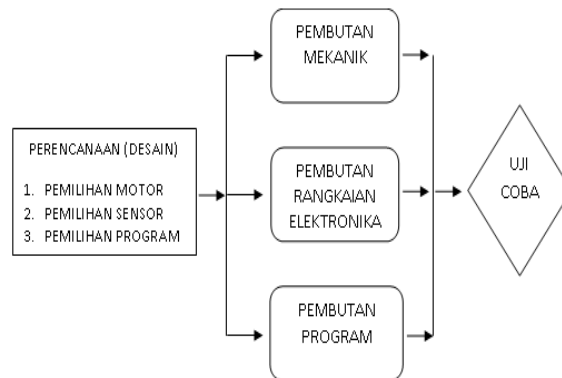 PERENCANAAN (DESAIN)
1. PEMILIHAN MOTOR
2. PEMILIHAN SENSOR
3. PEMILIHAN PROGRAM
PEMBUTAN
MEKANIK
PEMBUTAN
RANGKAIAN
ELEKTRONIKA
PEMBUTAN
PROGRAM
UJI
COBA